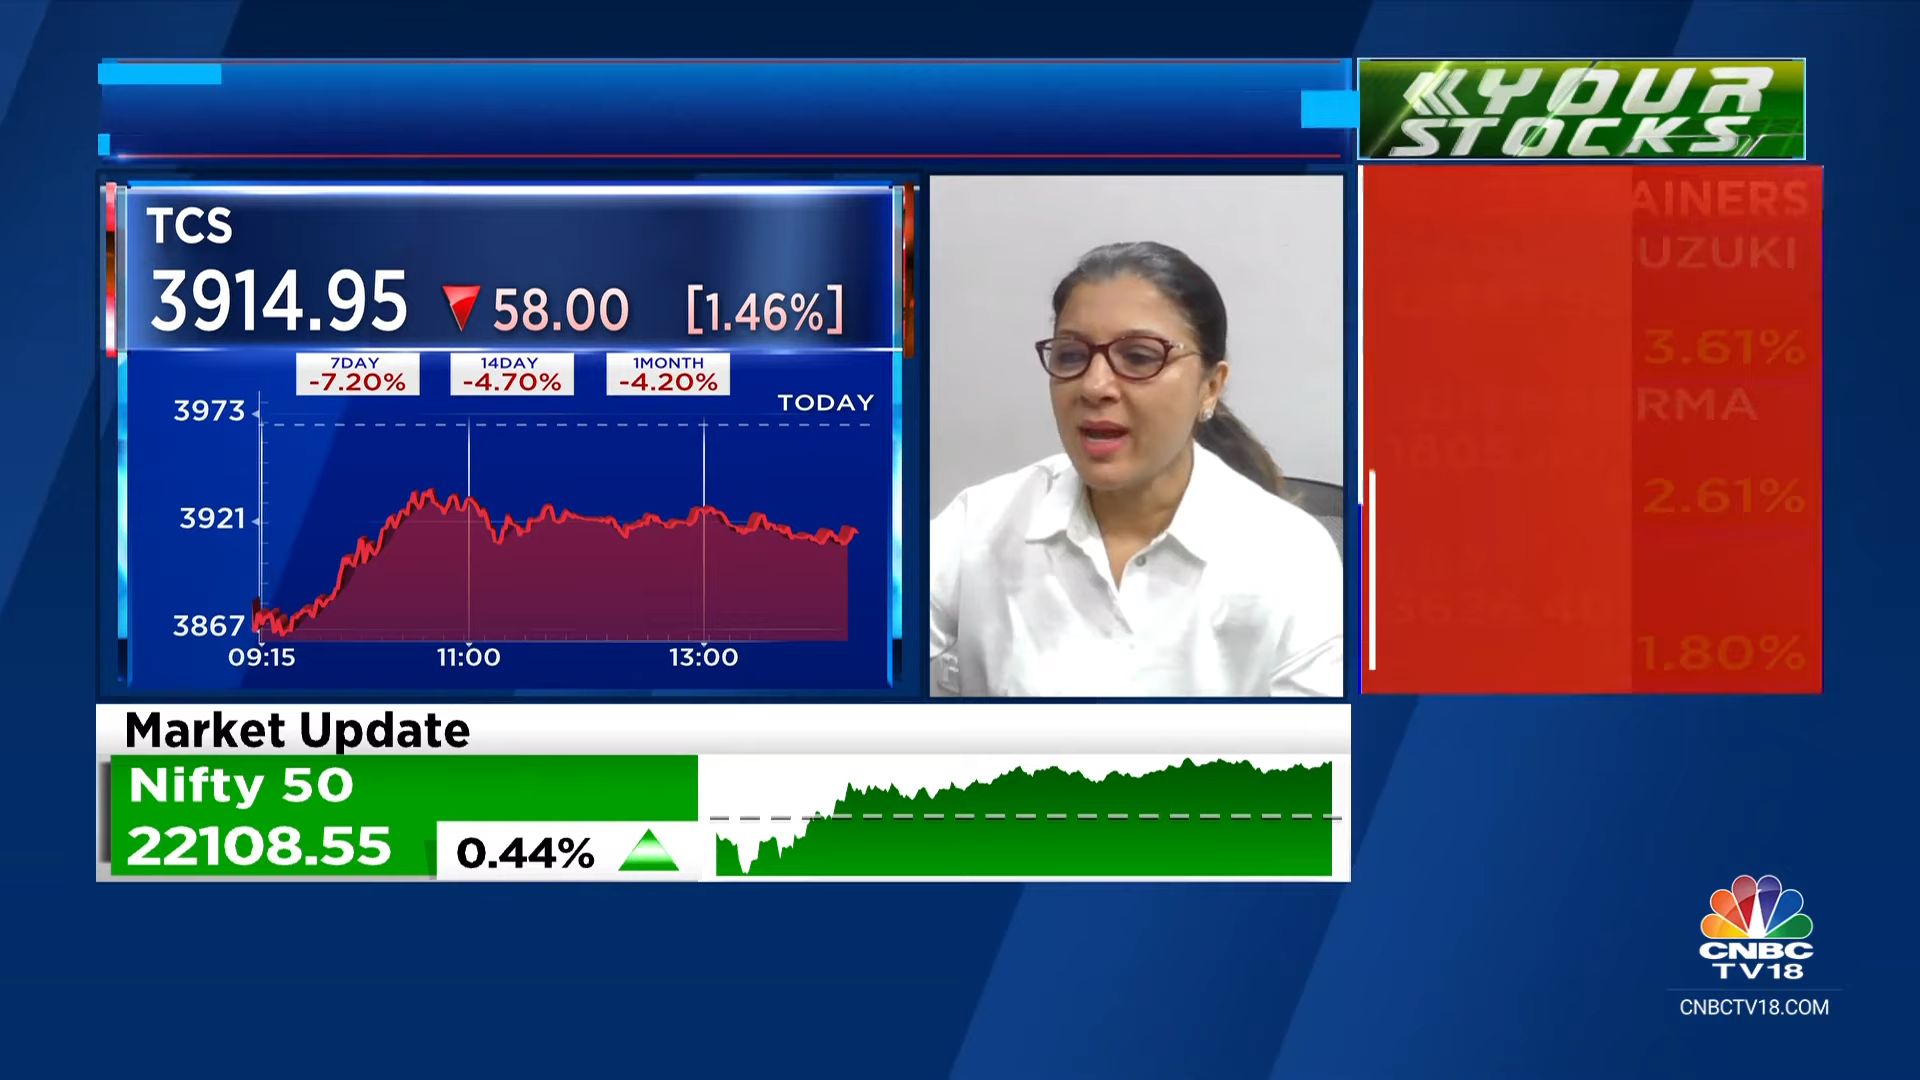 YOUR
STOCKS
TCS
3914.95 58.00 [1.46%]
7DAY
-7.20%
14DAY
-4.70%
1MONTH
-4.20%
TODAY
3973
3921
3867
09:15 11:00 13:00
AINERS
UZUKI
3.61%
RMA
1805
2.61%
1.80%
Market Update
Nifty 50
22108.55 0.44%
CNBC
TV18
CNBCTV18.COM